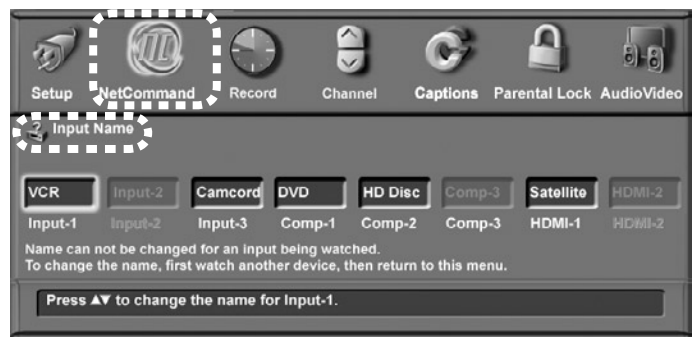 Setup NetCommand Record Channel Captions Parental Lock AudioVideo
Input Name
VCR Input-2 Camcord DVD HD Disc Comp-3 Satellite HDMI-2
Input-1 Input-2 Input-3 Comp-1 Comp-2 Comp-3 HDMI-1 HDMI-2
Name can not be changed for an input being watched.
To change the name, first watch another device, then return to this menu.
Press ▲▼ to change the name for Input-1.